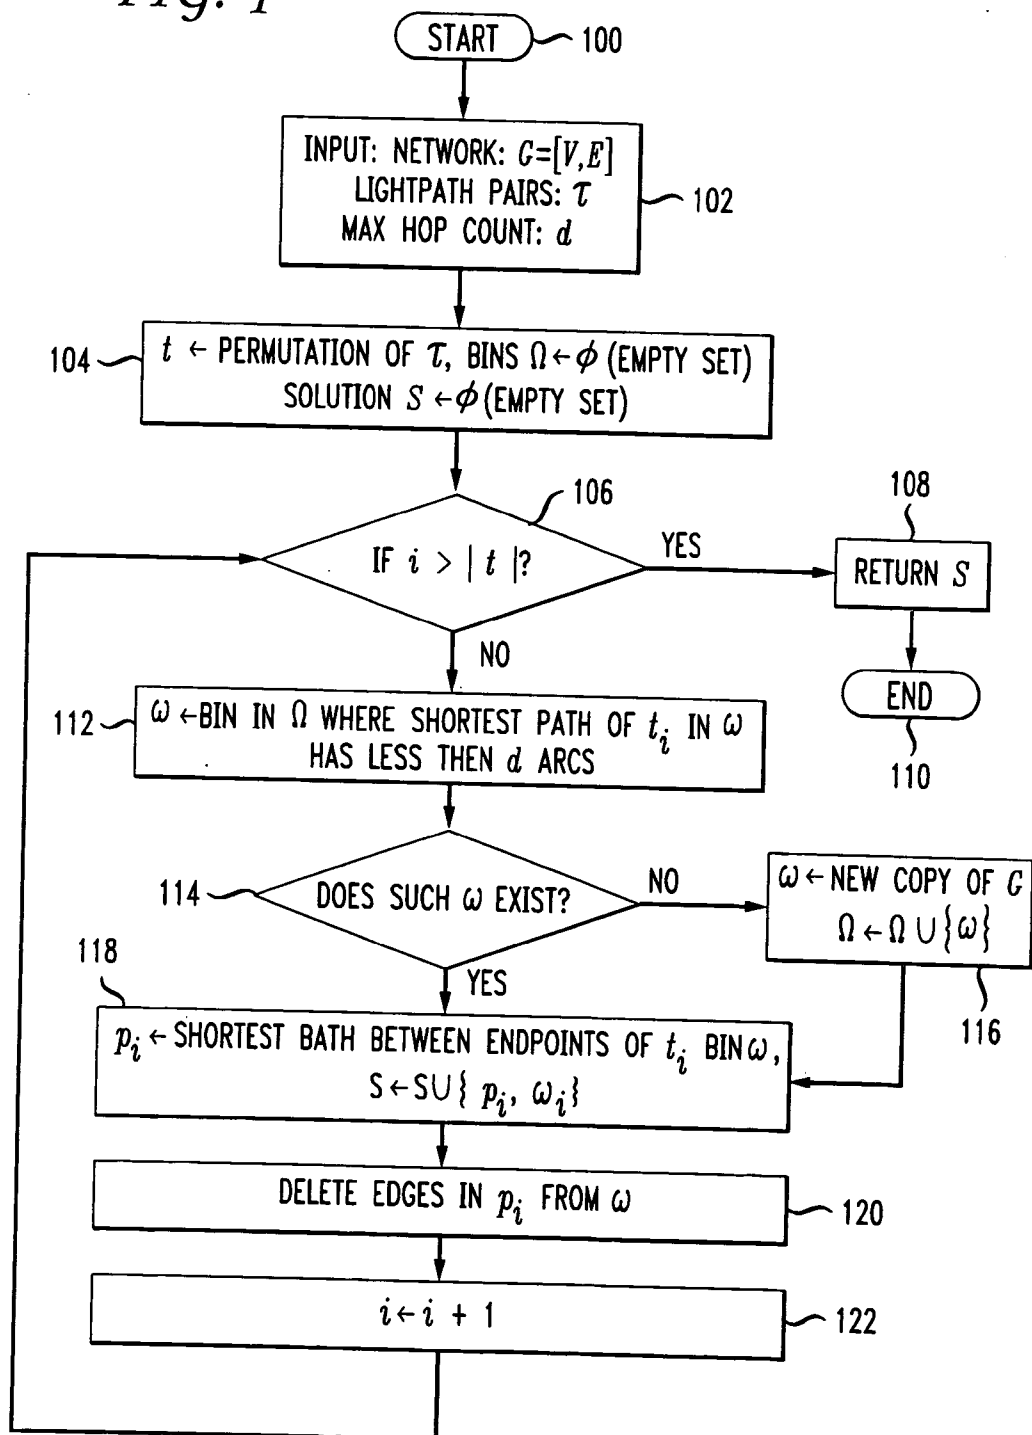 Fig. 1
START
100
INPUT: NETWORK: G=[V,E]
LIGHTPATH PAIRS: τ
MAX HOP COUNT: d
102
104
t ← PERMUTATION OF τ, BINS Ω←ϕ (EMPTY SET)
SOLUTION S ←ϕ(EMPTY SET)
106
IF i > | t |?
YES
108
RETURN S
NO
END
110
112
ω ←BIN IN Ω WHERE SHORTEST PATH OF t_i IN ω
HAS LESS THEN d ARCS
114
DOES SUCH ω EXIST?
NO
ω ← NEW COPY OF G
Ω ← Ω ∪ {ω}
116
YES
118
p_i ← SHORTEST BATH BETWEEN ENDPOINTS OF t_i BIN ω,
S←S∪{ p_i, ω_i}
DELETE EDGES IN p_i FROM ω
120
i ← i + 1
122